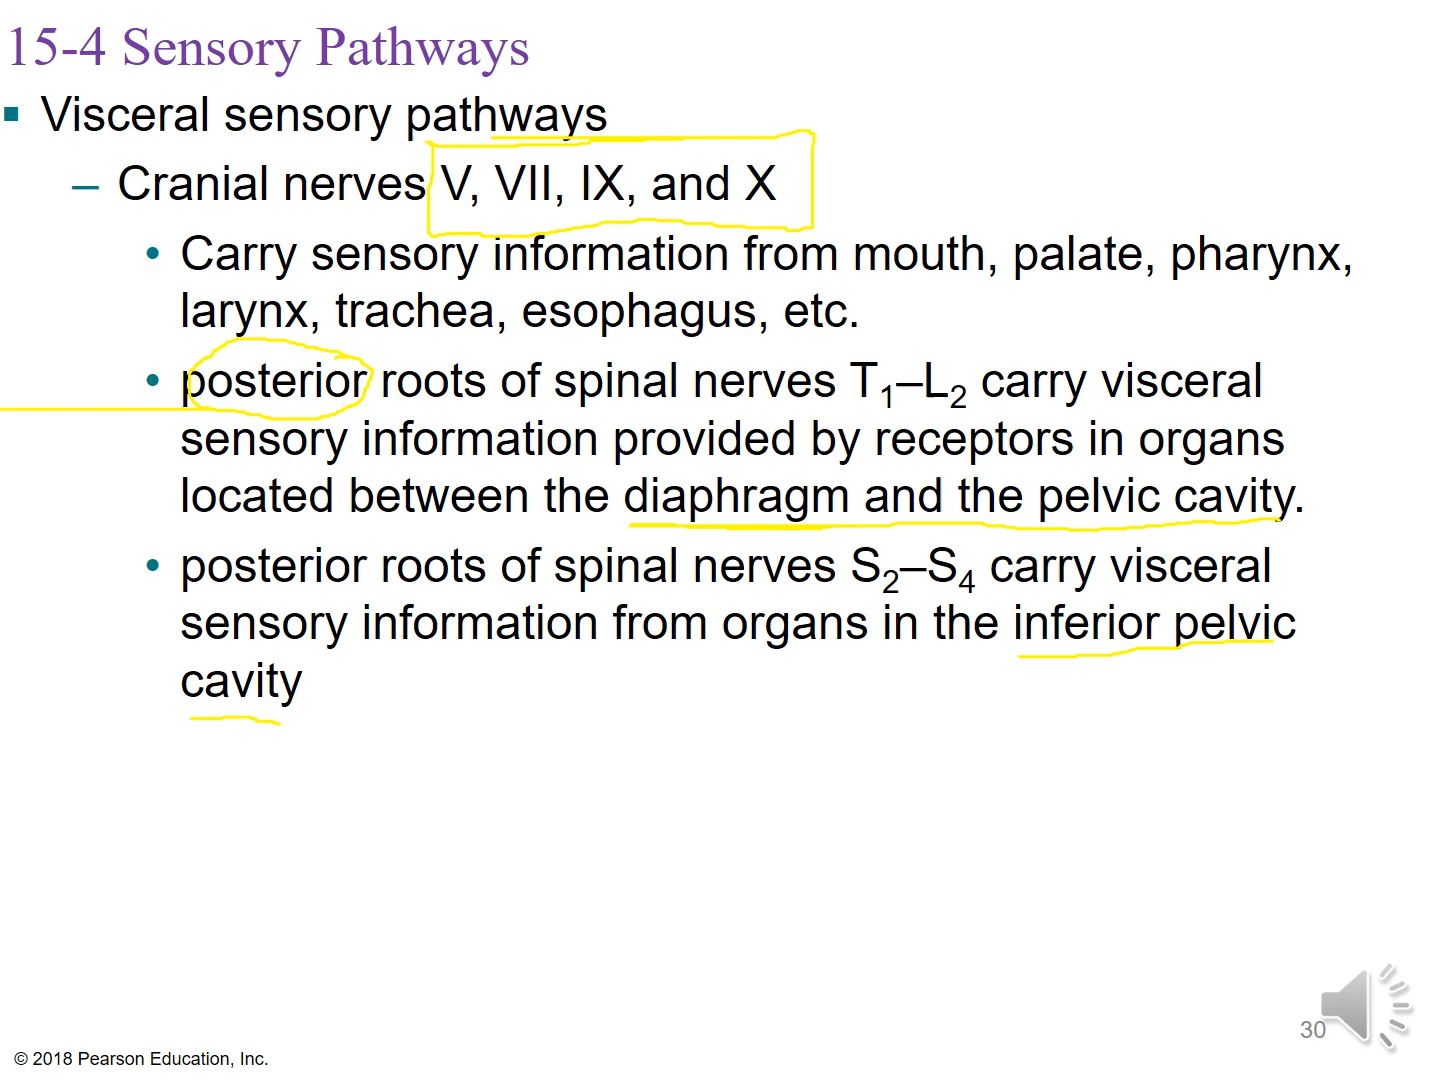 15-4 Sensory Pathways
▪ Visceral sensory pathways
– Cranial nerves V, VII, IX, and X
• Carry sensory information from mouth, palate, pharynx,
larynx, trachea, esophagus, etc.
• posterior roots of spinal nerves T₁–L₂ carry visceral
sensory information provided by receptors in organs
located between the diaphragm and the pelvic cavity.
• posterior roots of spinal nerves S₂–S₄ carry visceral
sensory information from organs in the inferior pelvic
cavity
30
© 2018 Pearson Education, Inc.